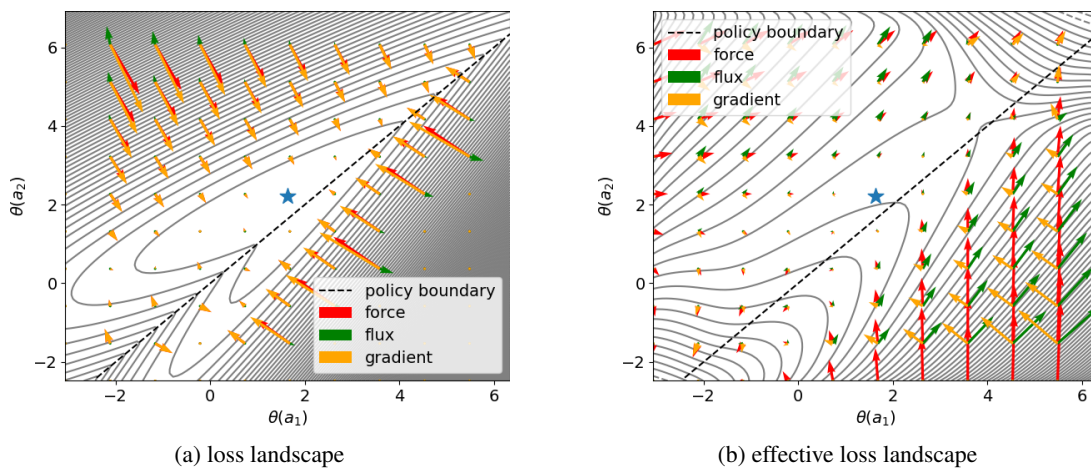 6
4
2
0
−2
θ(a₂)
−2
0
2
4
6
θ(a₁)
policy boundary
force
flux
gradient
(a) loss landscape
6
4
2
0
−2
θ(a₂)
−2
0
2
4
6
θ(a₁)
policy boundary
force
flux
gradient
(b) effective loss landscape